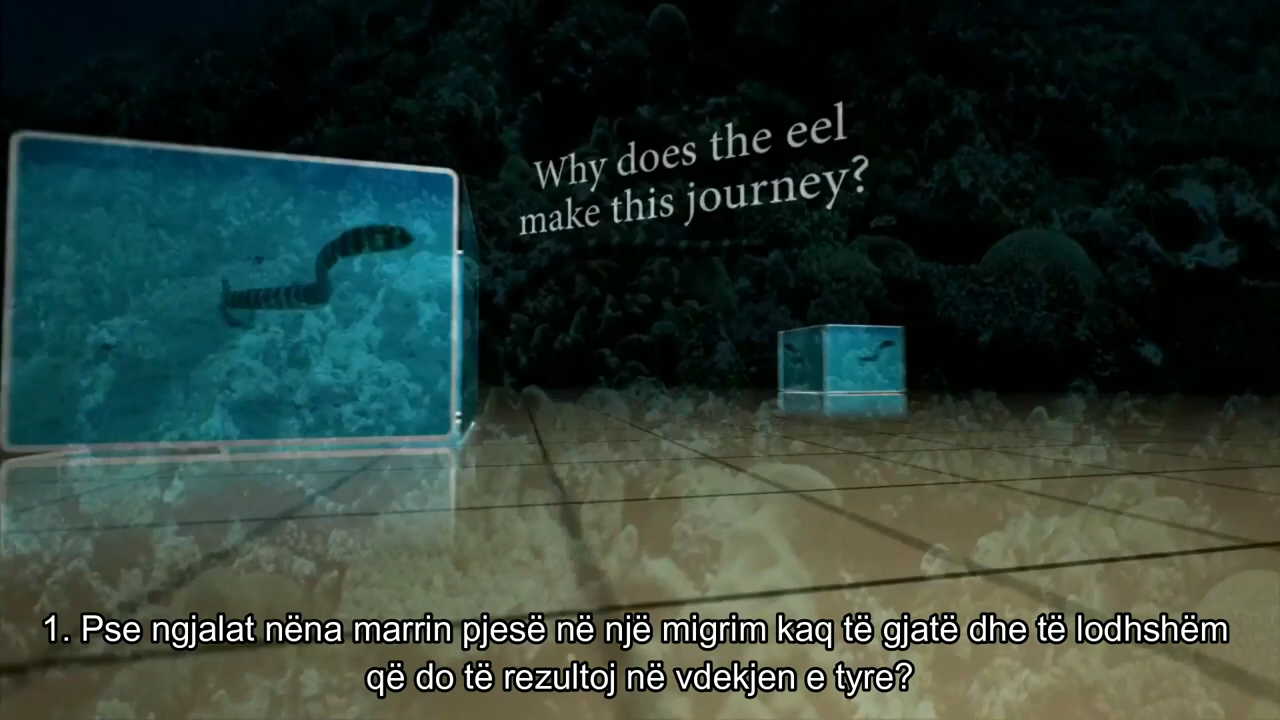 Why does the eel
make this journey?
1. Pse ngjalat nëna marrin pjesë në një migrim kaq të gjatë dhe të lodhshëm
që do të rezultoj në vdekjen e tyre?